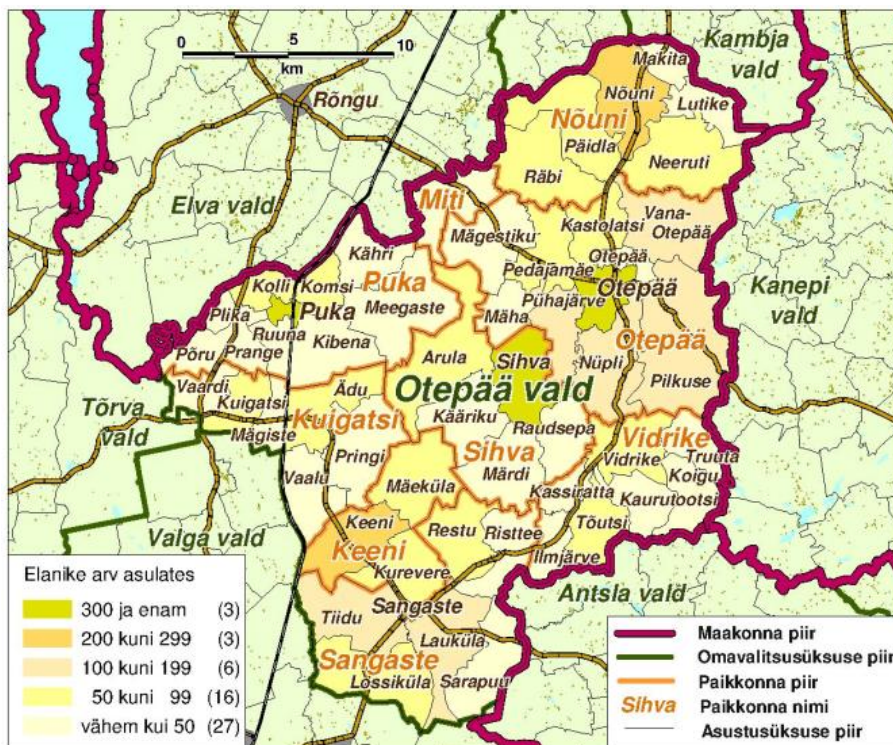 0 5 10
km
Kambja
vald
Makita
Rõngu
Nõuni
Lutike
Nõuni
Päidla
Neeruti
Räbi
Elva vald
Miti
Vana-
Otepää
Kastolatsi
Mägestiku
Kähri
Otepää
Puka
Pedajamäe
Kolli
Komsi
Otepää
Kanepi
vald
Meegaste
Pühajärve
Puka
Plika
Mäha
Ruuna
Otepää
Kibena
Põru
Prange
Arula
Sihva
Nüpli
Vaardi
Ädu
Otepää vald
Pilkuse
Tõrva
vald
Kuigatsi
Kuigatsi
Kääriku
Mägiste
Raudsepa
Vidrike
Pringi
Sihva
Vidrike
Truuta
Vaalu
Märdi
Koigu
Mäeküla
Kassiratta
Kaurutootsi
Valga vald
Keeni
Restu
Risttee
Tõutsi
Keeni
Ilmjärve
Kurevere
Antsla vald
Tiidu
Sangaste
Lauküla
Sangaste
Lossiküla
Sarapuu
Elanike arv asulates
300 ja enam (3)
200 kuni 299 (3)
100 kuni 199 (6)
50 kuni 99 (16)
vähem kui 50 (27)
Maakonna piir
Omavalitsusüksuse piir
Paikkonna piir
Sihva Paikkonna nimi
Asustusüksuse piir